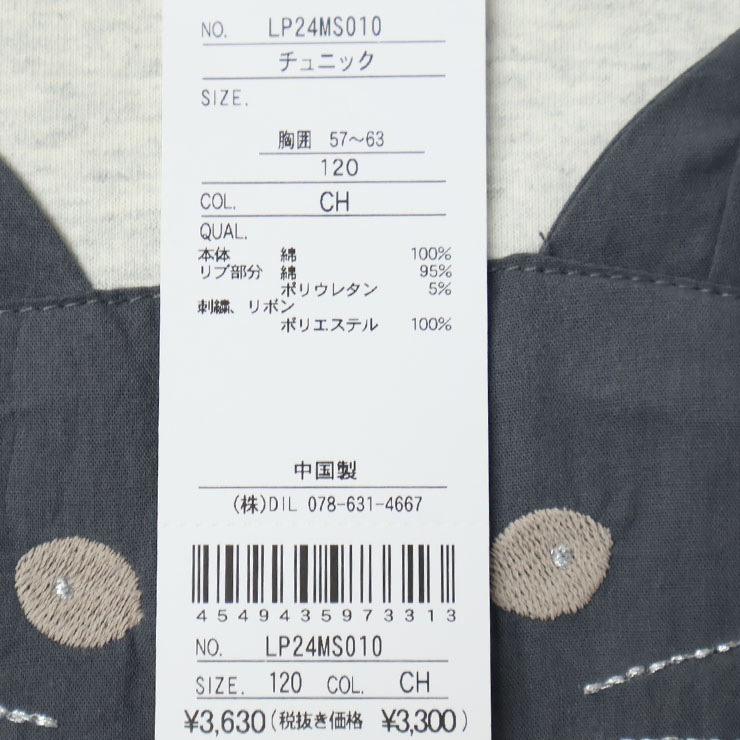 NO. LP24MS010
チュニック
SIZE.
胸囲 57～63
120
COL. CH
QUAL.
本体 綿 100%
リブ部分 綿 95%
ポリウレタン 5%
刺繍、リボン
ポリエステル 100%
中国製
(株)DIL 078-631-4667
4549435973313
NO. LP24MS010
SIZE. 120 COL. CH
¥3,630(税抜き価格 ¥3,300)